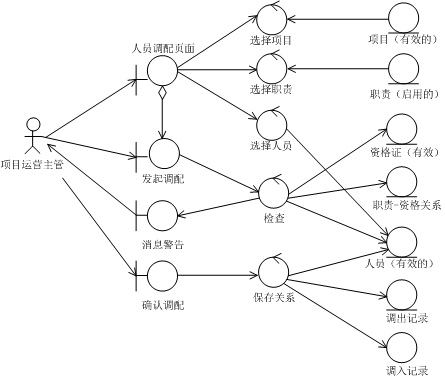 人员调配页面
选择项目
项目（有效的）
选择职责
职责（启用的）
选择人员
资格证（有效）
项目运营主管
发起调配
检查
职责-资格关系
消息警告
人员（有效的）
确认调配
保存关系
调出记录
调入记录